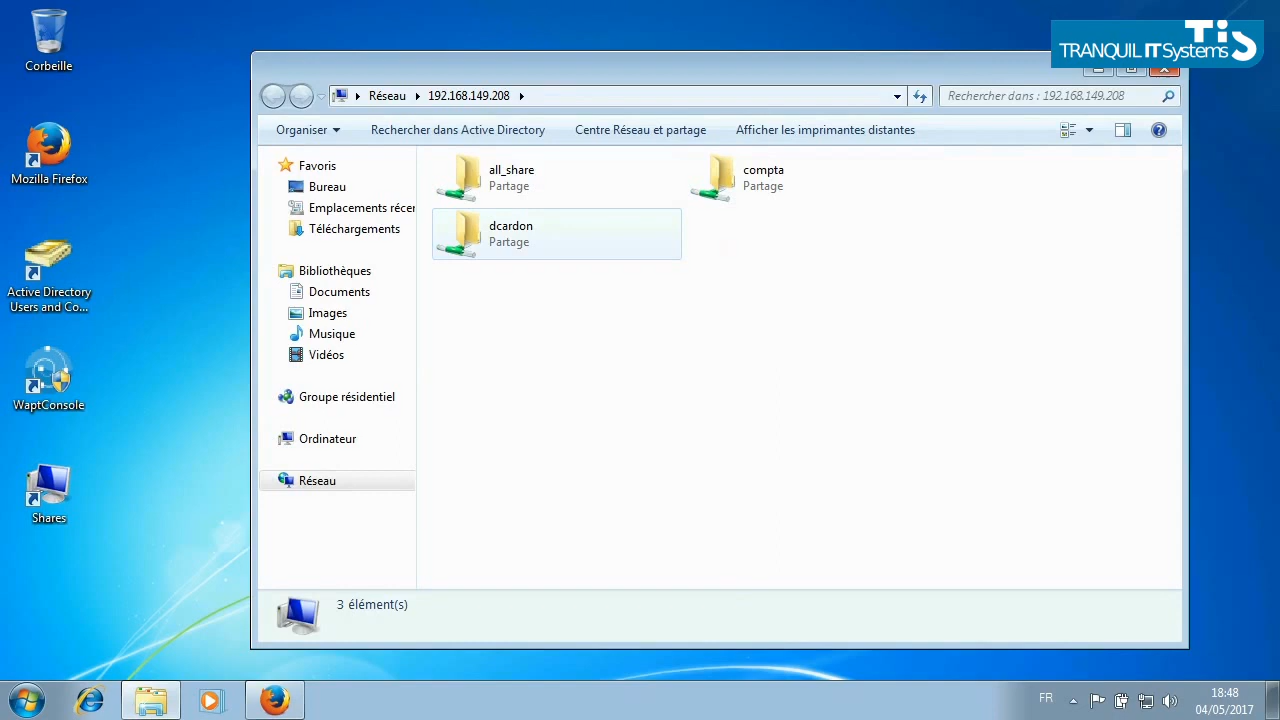 Corbeille
Mozilla Firefox
Active Directory
Users and Co...
WaptConsole
Shares
TiS
TRANQUIL IT Systems
Réseau
192.168.149.208
Rechercher dans : 192.168.149.208
Organiser
Rechercher dans Active Directory
Centre Réseau et partage
Afficher les imprimantes distantes
Favoris
Bureau
Emplacements récer
Téléchargements
Bibliothèques
Documents
Images
Musique
Vidéos
Groupe résidentiel
Ordinateur
Réseau
all_share
Partage
compta
Partage
dcardon
Partage
3 élément(s)
FR
18:48
04/05/2017